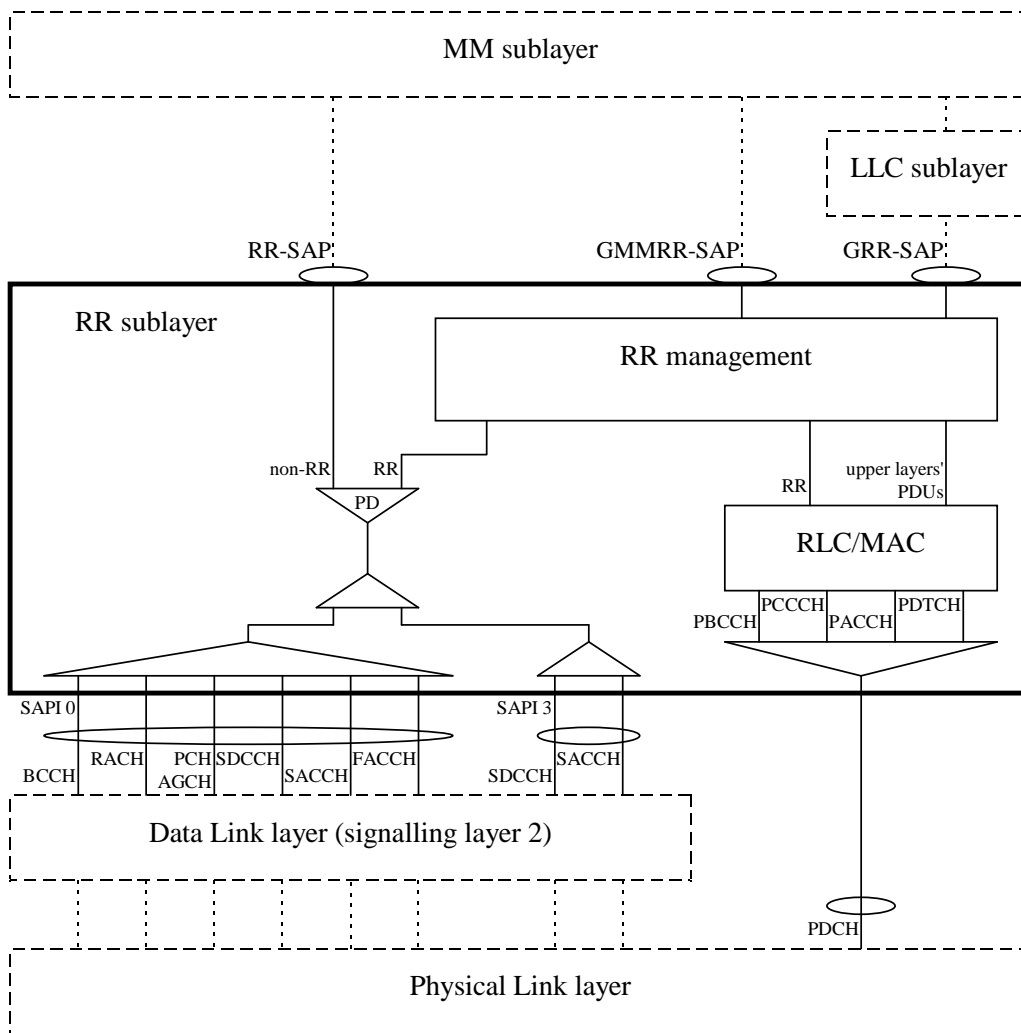 MM sublayer
LLC sublayer
RR-SAP
GMMRR-SAP
GRR-SAP
RR sublayer
RR management
non-RR
RR
PD
RR
upper layers'
PDUs
RLC/MAC
PBCCH
PCCCH
PACCH
PDTCH
SAPI 0
SAPI 3
BCCH
RACH
PCH
AGCH
SDCCH
SACCH
FACCH
SDCCH
SACCH
Data Link layer (signalling layer 2)
PDCH
Physical Link layer